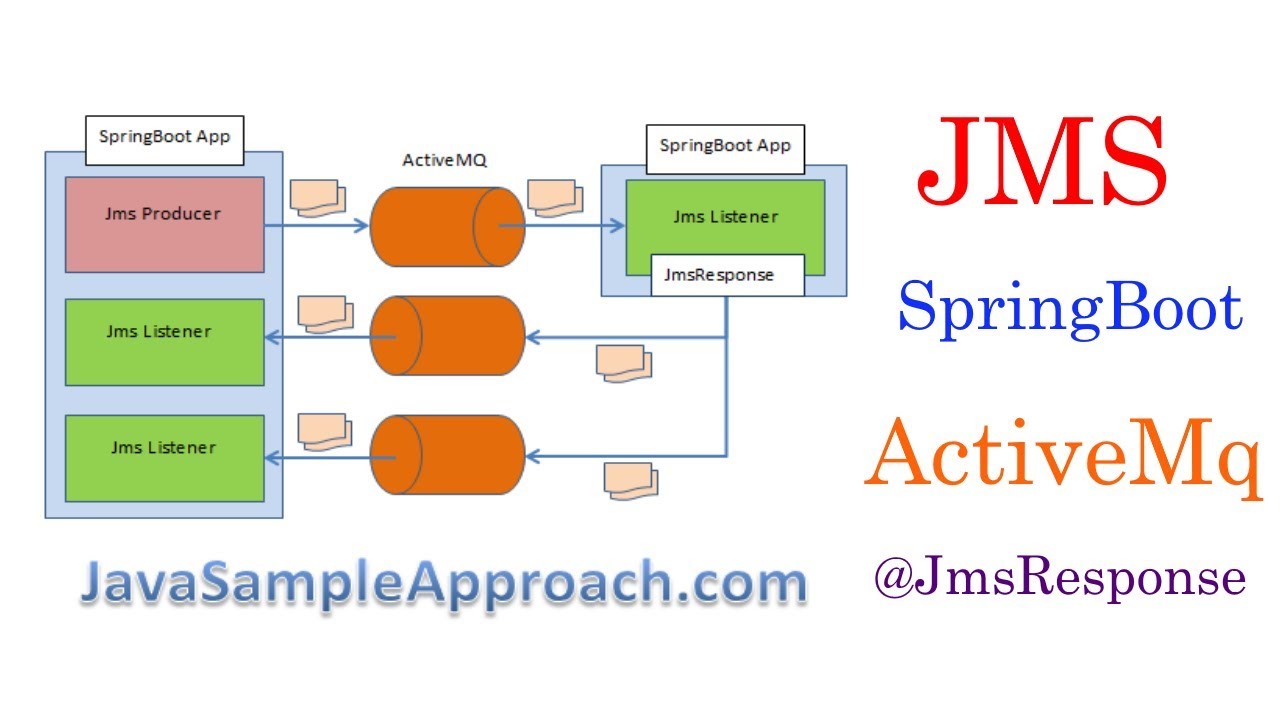 SpringBoot App
Jms Producer
Jms Listener
Jms Listener
ActiveMQ
SpringBoot App
Jms Listener
JmsResponse
JMS
SpringBoot
ActiveMq
@JmsResponse
JavaSampleApproach.com